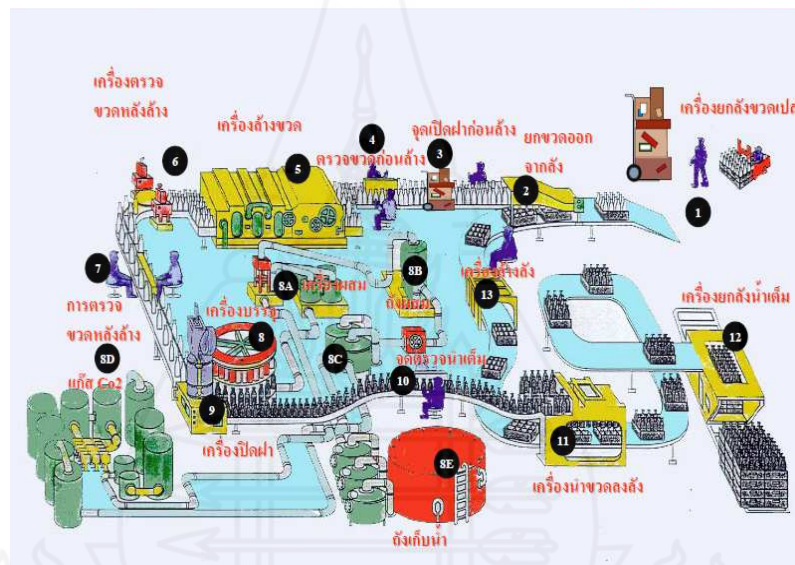 เครื่องตรวจ
ขวดหลังล้าง
6
เครื่องล้างขวด
5
4
ตรวจขวดก่อนล้าง
จุดเปิดฝาก่อนล้าง
3
ยกขวดออก
จากลัง
2
เครื่องยกลังขวดเปล
1
7
การตรวจ
ขวดหลังล้าง
8A
เครื่องผสม
8B
เครื่องล้างลัง
13
เครื่องยกลังน้ำเต็ม
12
เครื่องบรรจุ
8
8C
จุดตรวจน้ำเต็ม
10
8D
แก๊ส Co2
9
เครื่องปิดฝา
11
เครื่องนำขวดลงลัง
8E
ถังเก็บน้ำ